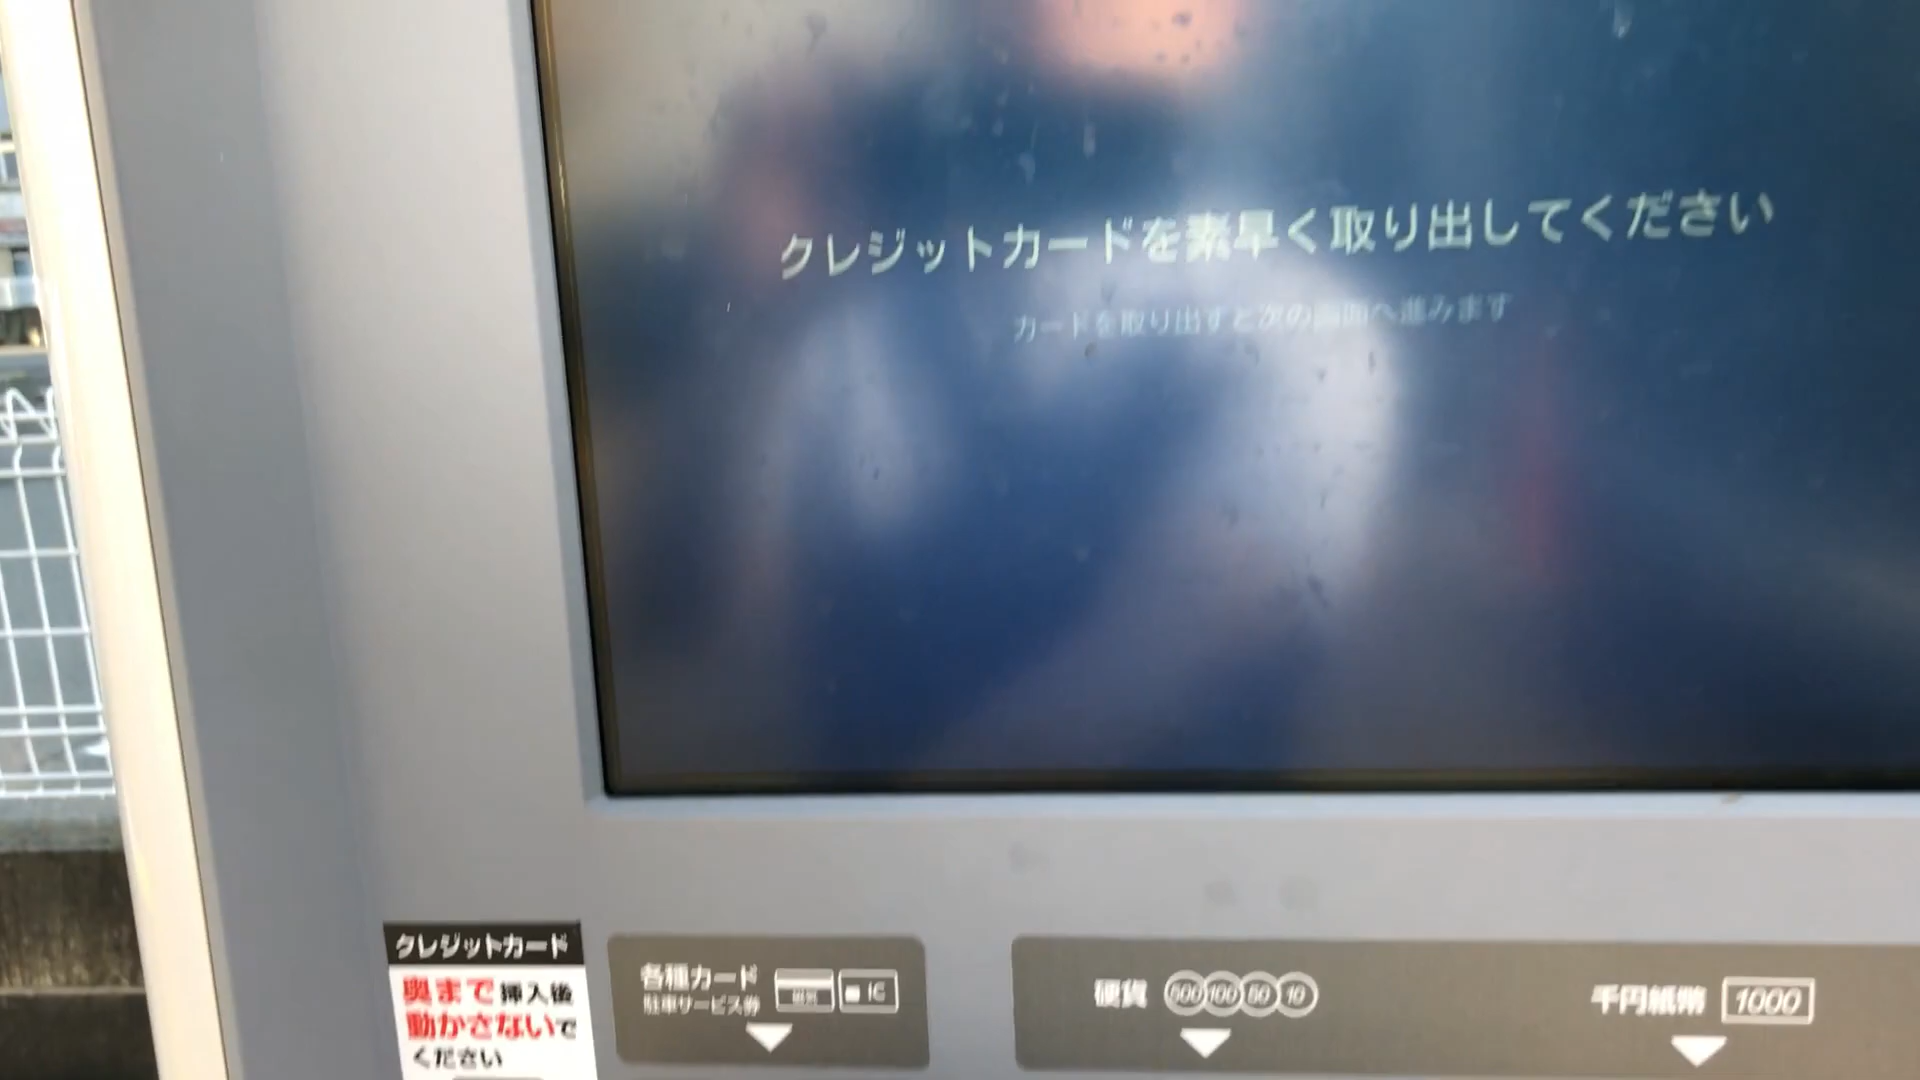 クレジットカードを素早く取り出してください
カードを取り出すと次の画面へ進みます
クレジットカード
奥まで挿入後
動かさないで
ください
各種カード
駐車サービス券
磁気
IC
硬貨
500 100 50 10
千円紙幣
1000